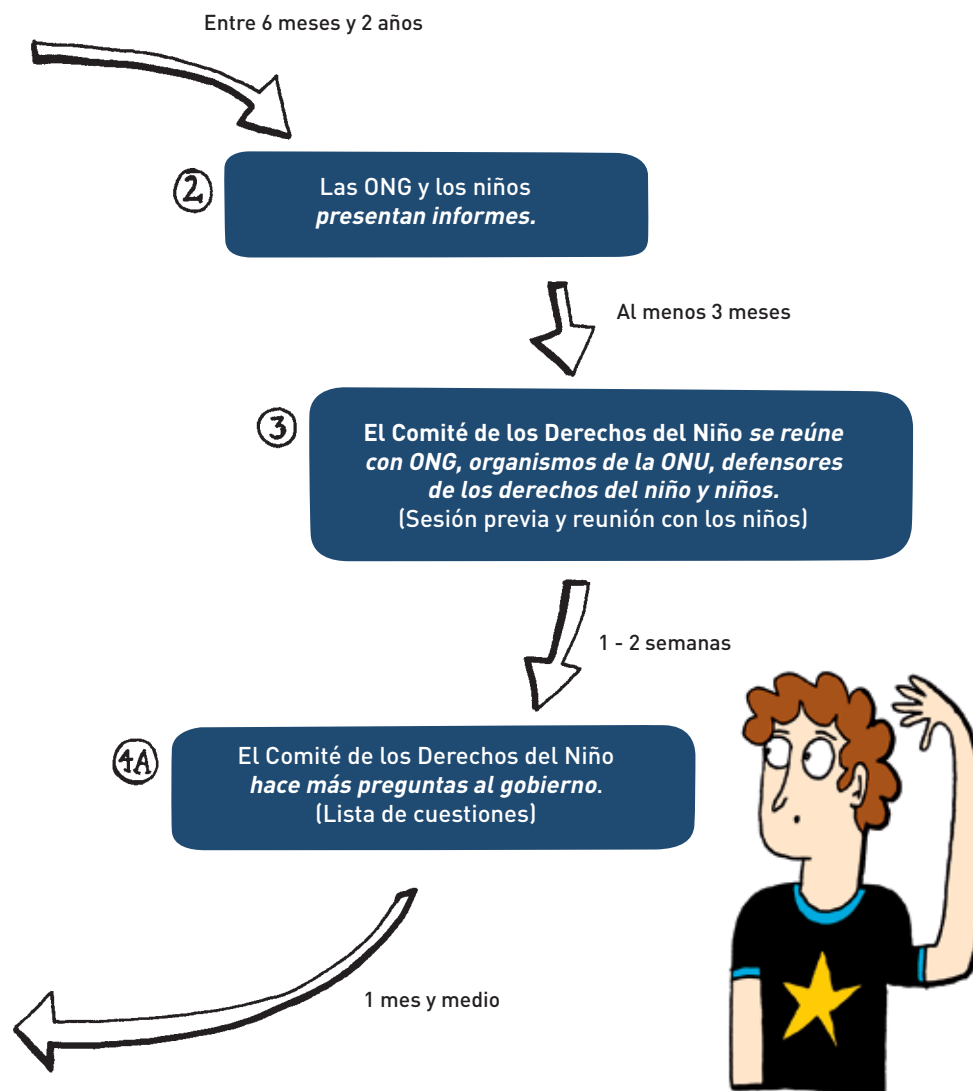 Entre 6 meses y 2 años
2
Las ONG y los niños
presentan informes.
Al menos 3 meses
3
El Comité de los Derechos del Niño se reúne
con ONG, organismos de la ONU, defensores
de los derechos del niño y niños.
(Sesión previa y reunión con los niños)
1 - 2 semanas
4A
El Comité de los Derechos del Niño
hace más preguntas al gobierno.
(Lista de cuestiones)
1 mes y medio